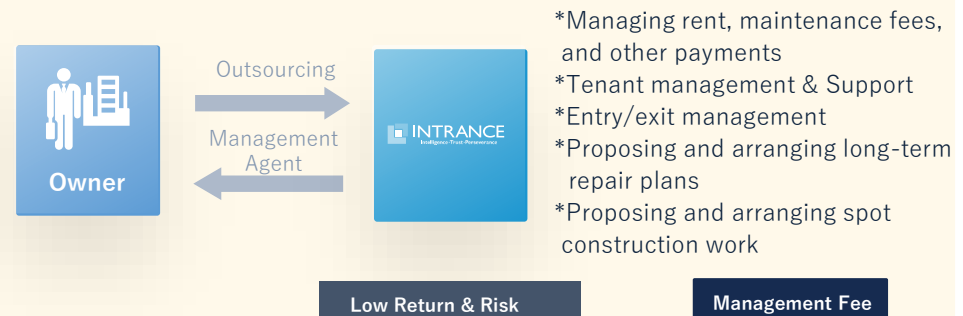 Owner
Outsourcing
Management
Agent
INTRANCE
Intelligence·Trust·Perseverance
*Managing rent, maintenance fees,
and other payments
*Tenant management & Support
*Entry/exit management
*Proposing and arranging long-term
repair plans
*Proposing and arranging spot
construction work
Low Return & Risk
Management Fee